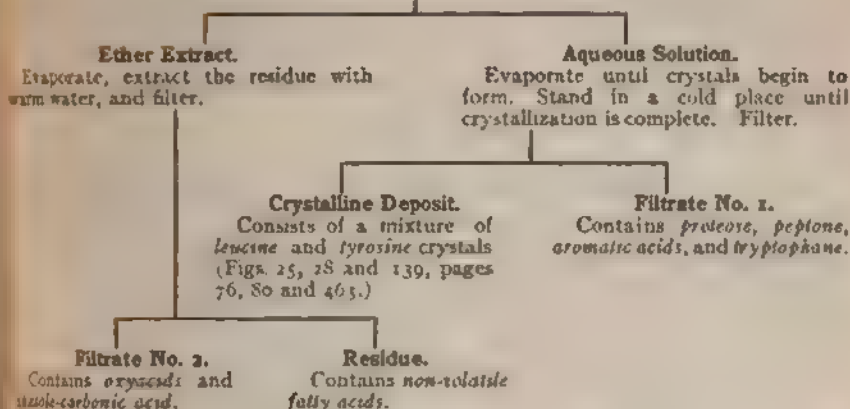 Ether Extract.
Evaporate, extract the residue with
warm water, and filter.
Aqueous Solution.
Evaporate until crystals begin to
form. Stand in a cold place until
crystallization is complete. Filter.
Crystalline Deposit.
Consists of a mixture of
leucine and tyrosine crystals
(Figs. 25, 28 and 139, pages
76, 80 and 465.)
Filtrate No. 1.
Contains proteose, peptone,
aromatic acids, and tryptophane.
Filtrate No. 2.
Contains oxyacids and
skatole-carbonic acid.
Residue.
Contains non-volatile
fatty acids.